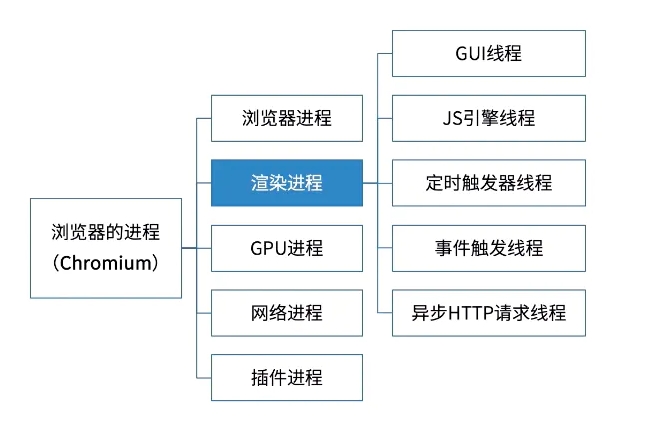 浏览器的进程
（Chromium）
浏览器进程
渲染进程
GPU进程
网络进程
插件进程
GUI线程
JS引擎线程
定时触发器线程
事件触发线程
异步HTTP请求线程